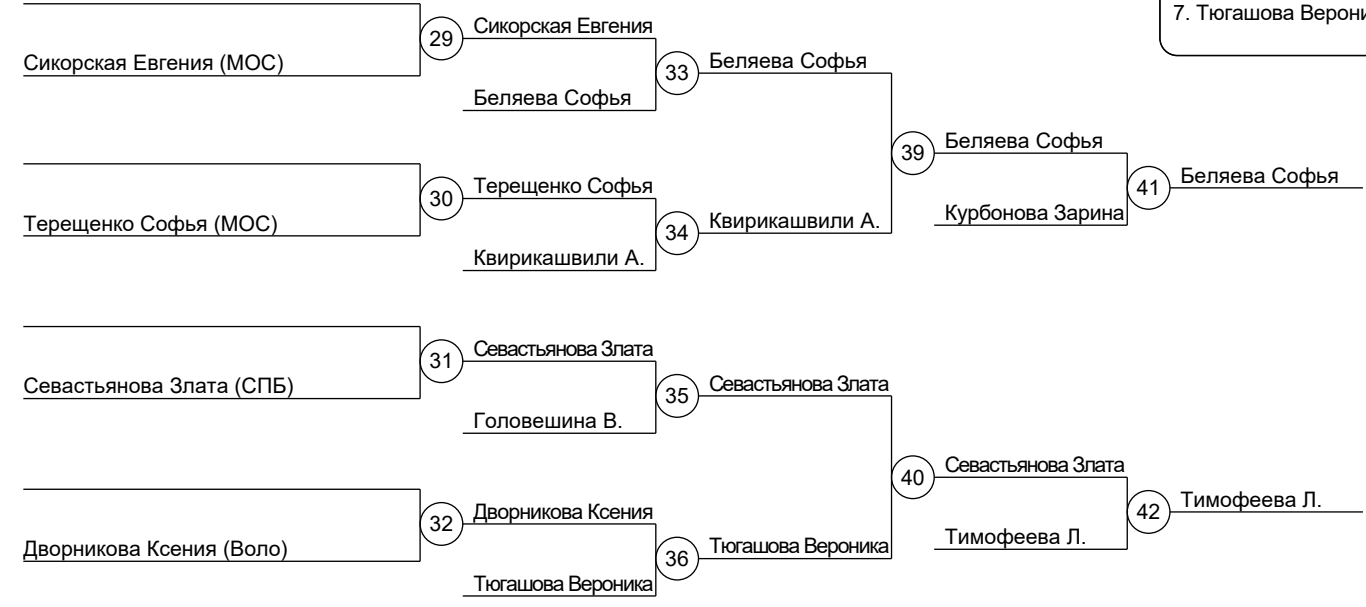 7. Тюгашова
29
Сикорская Евгения
Сикорская Евгения (МОС)
33
Беляева Софья
Беляева Софья
39
Беляева Софья
41
Беляева Софья
30
Терещенко Софья
Терещенко Софья (МОС)
34
Квирикашвили А.
Курбонова Зарина
Квирикашвили А.
31
Севастьянова Злата
Севастьянова Злата (СПБ)
35
Севастьянова Злата
Головешина В.
40
Севастьянова Злата
42
Тимофеева Л.
32
Дворникова Ксения
Дворникова Ксения (Воло)
36
Тюгашова Вероника
Тимофеева Л.
Тюгашова Вероника